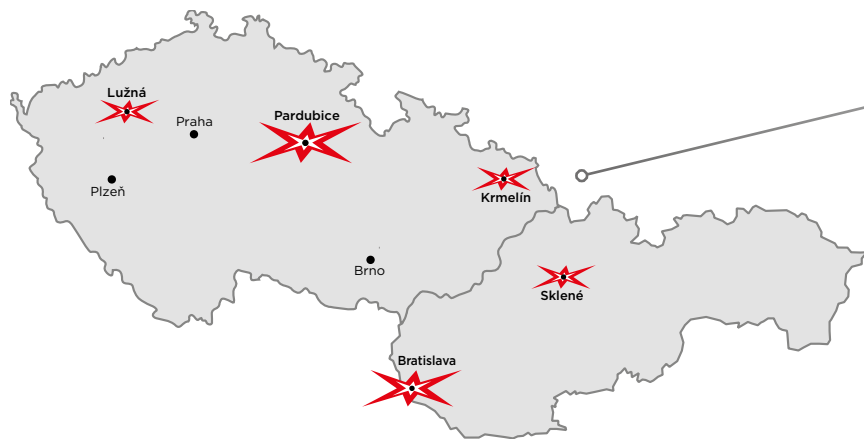 Lužná
Praha
Pardubice
Plzeň
Krmelín
Brno
Sklené
Bratislava